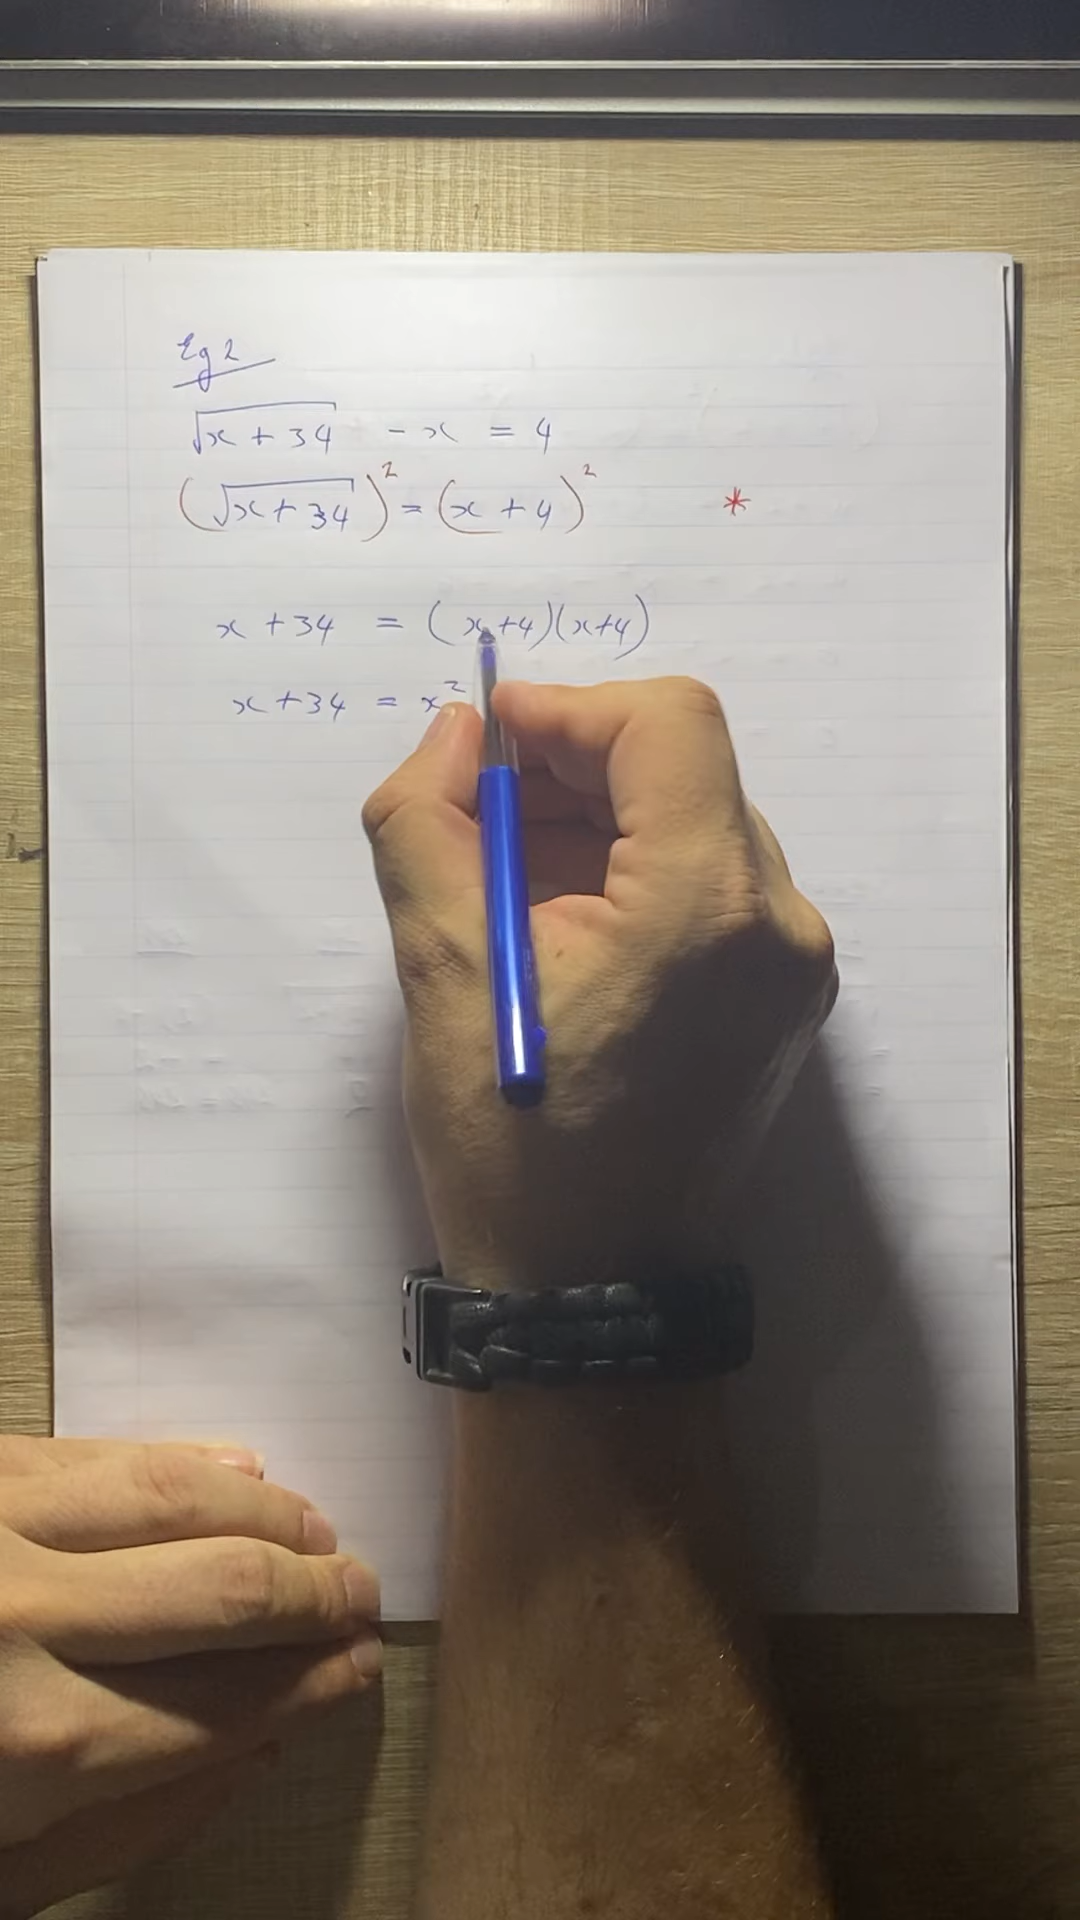 Eg 2
√(x + 34) - x = 4
(√(x + 34))² = (x + 4)² *
x + 34 = (x+4)(x+4)
x + 34 = x²